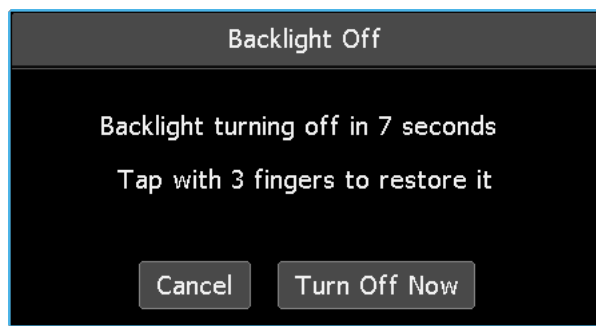 Backlight Off
Backlight turning off in 7 seconds
Tap with 3 fingers to restore it
Cancel Turn Off Now